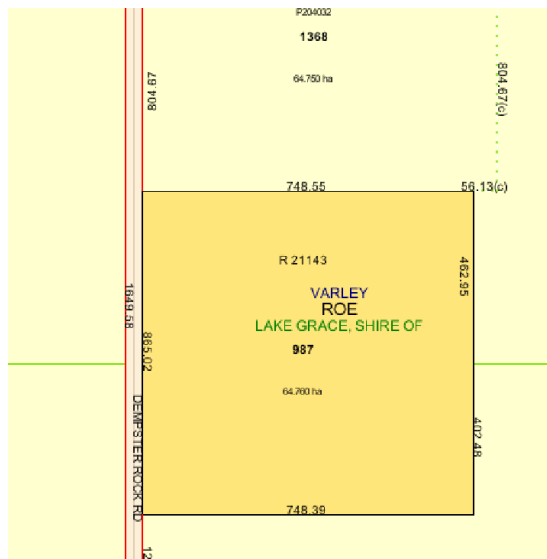 P204032
1368
64.750 ha
804.67(c)
804.67
748.55
56.13(c)
R 21143
462.95
VARLEY
ROE
LAKE GRACE, SHIRE OF
1649.58
865.02
987
64.760 ha
DEMPSTER ROCK RD
402.48
748.39
12